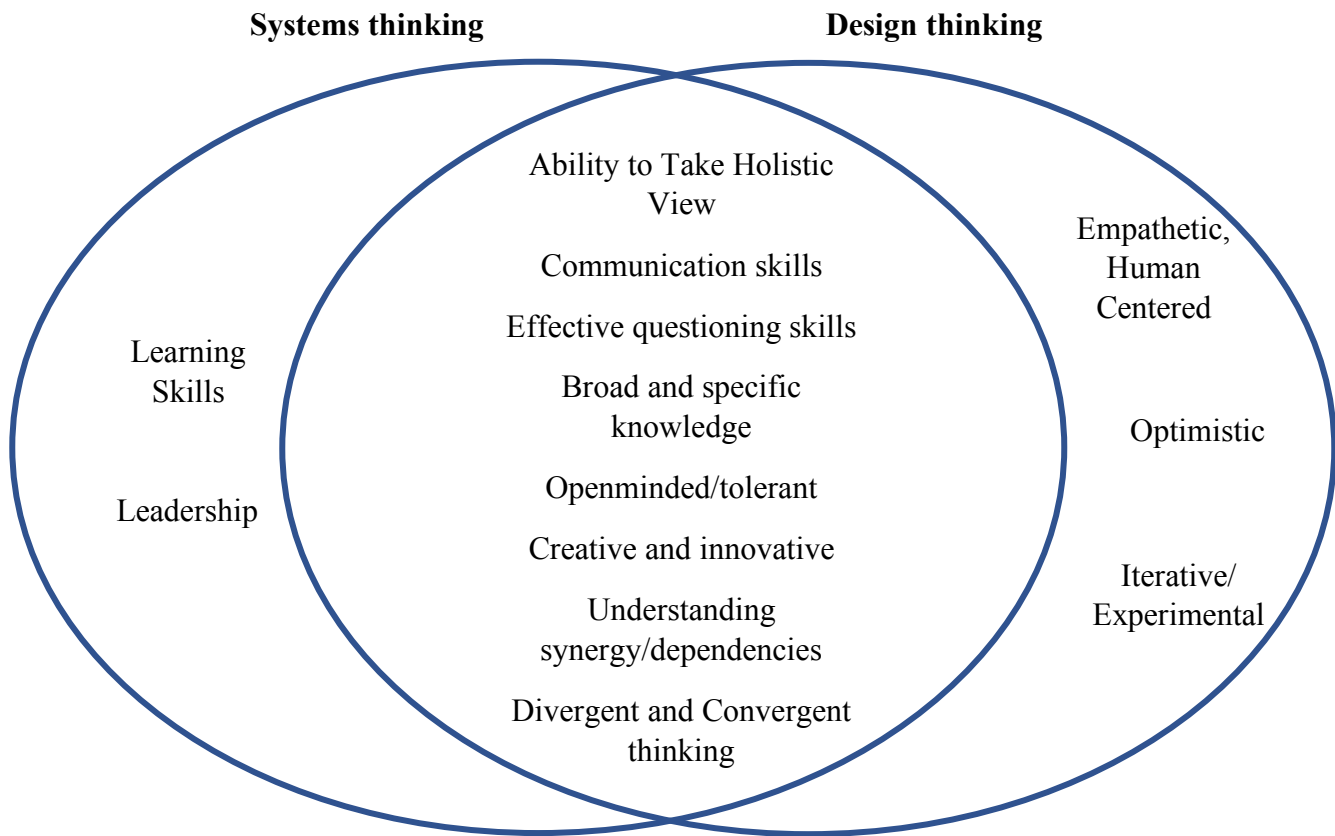 Systems thinking
Design thinking
Ability to Take Holistic
View
Communication skills
Effective questioning skills
Broad and specific
knowledge
Openminded/tolerant
Creative and innovative
Understanding
synergy/dependencies
Divergent and Convergent
thinking
Learning
Skills
Leadership
Empathetic,
Human
Centered
Optimistic
Iterative/
Experimental